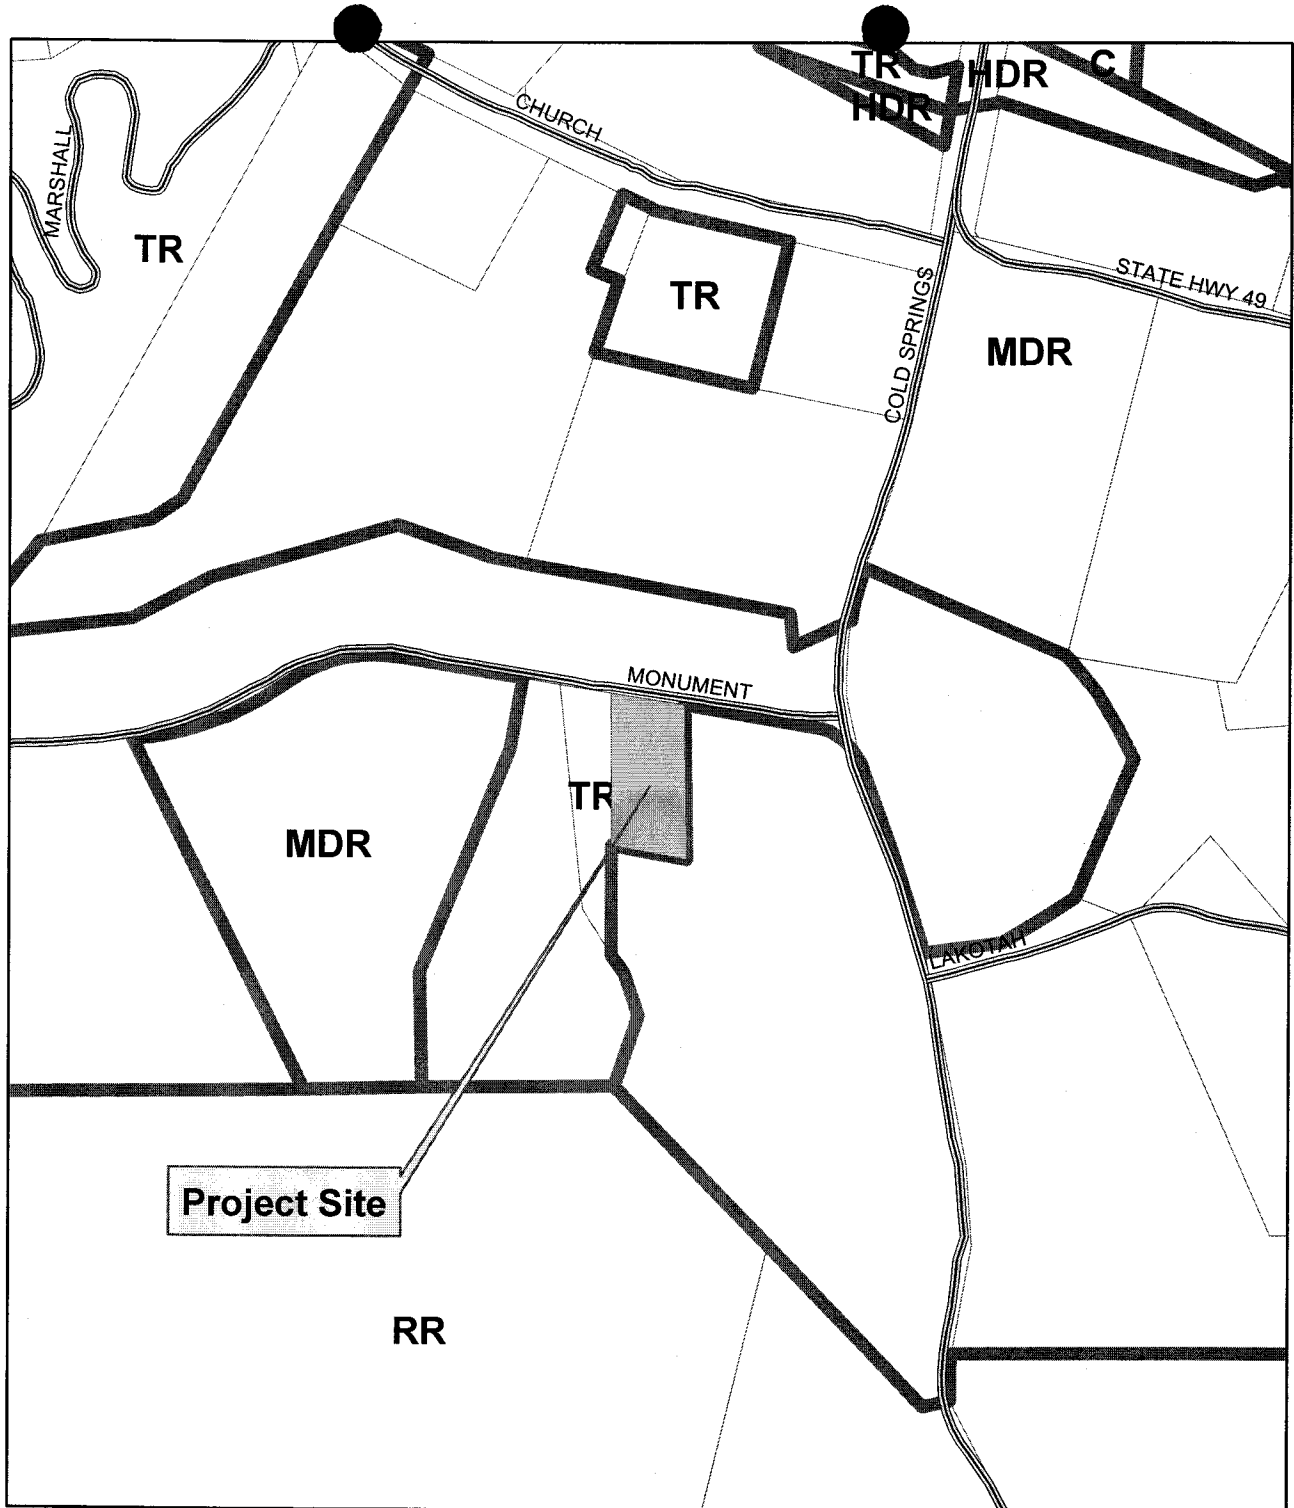 TR
HDR
C
HDR
CHURCH
MARSHALL
TR
STATE HWY 49
TR
COLD SPRINGS
MDR
MONUMENT
TR
MDR
LAKOTAH
Project Site
RR